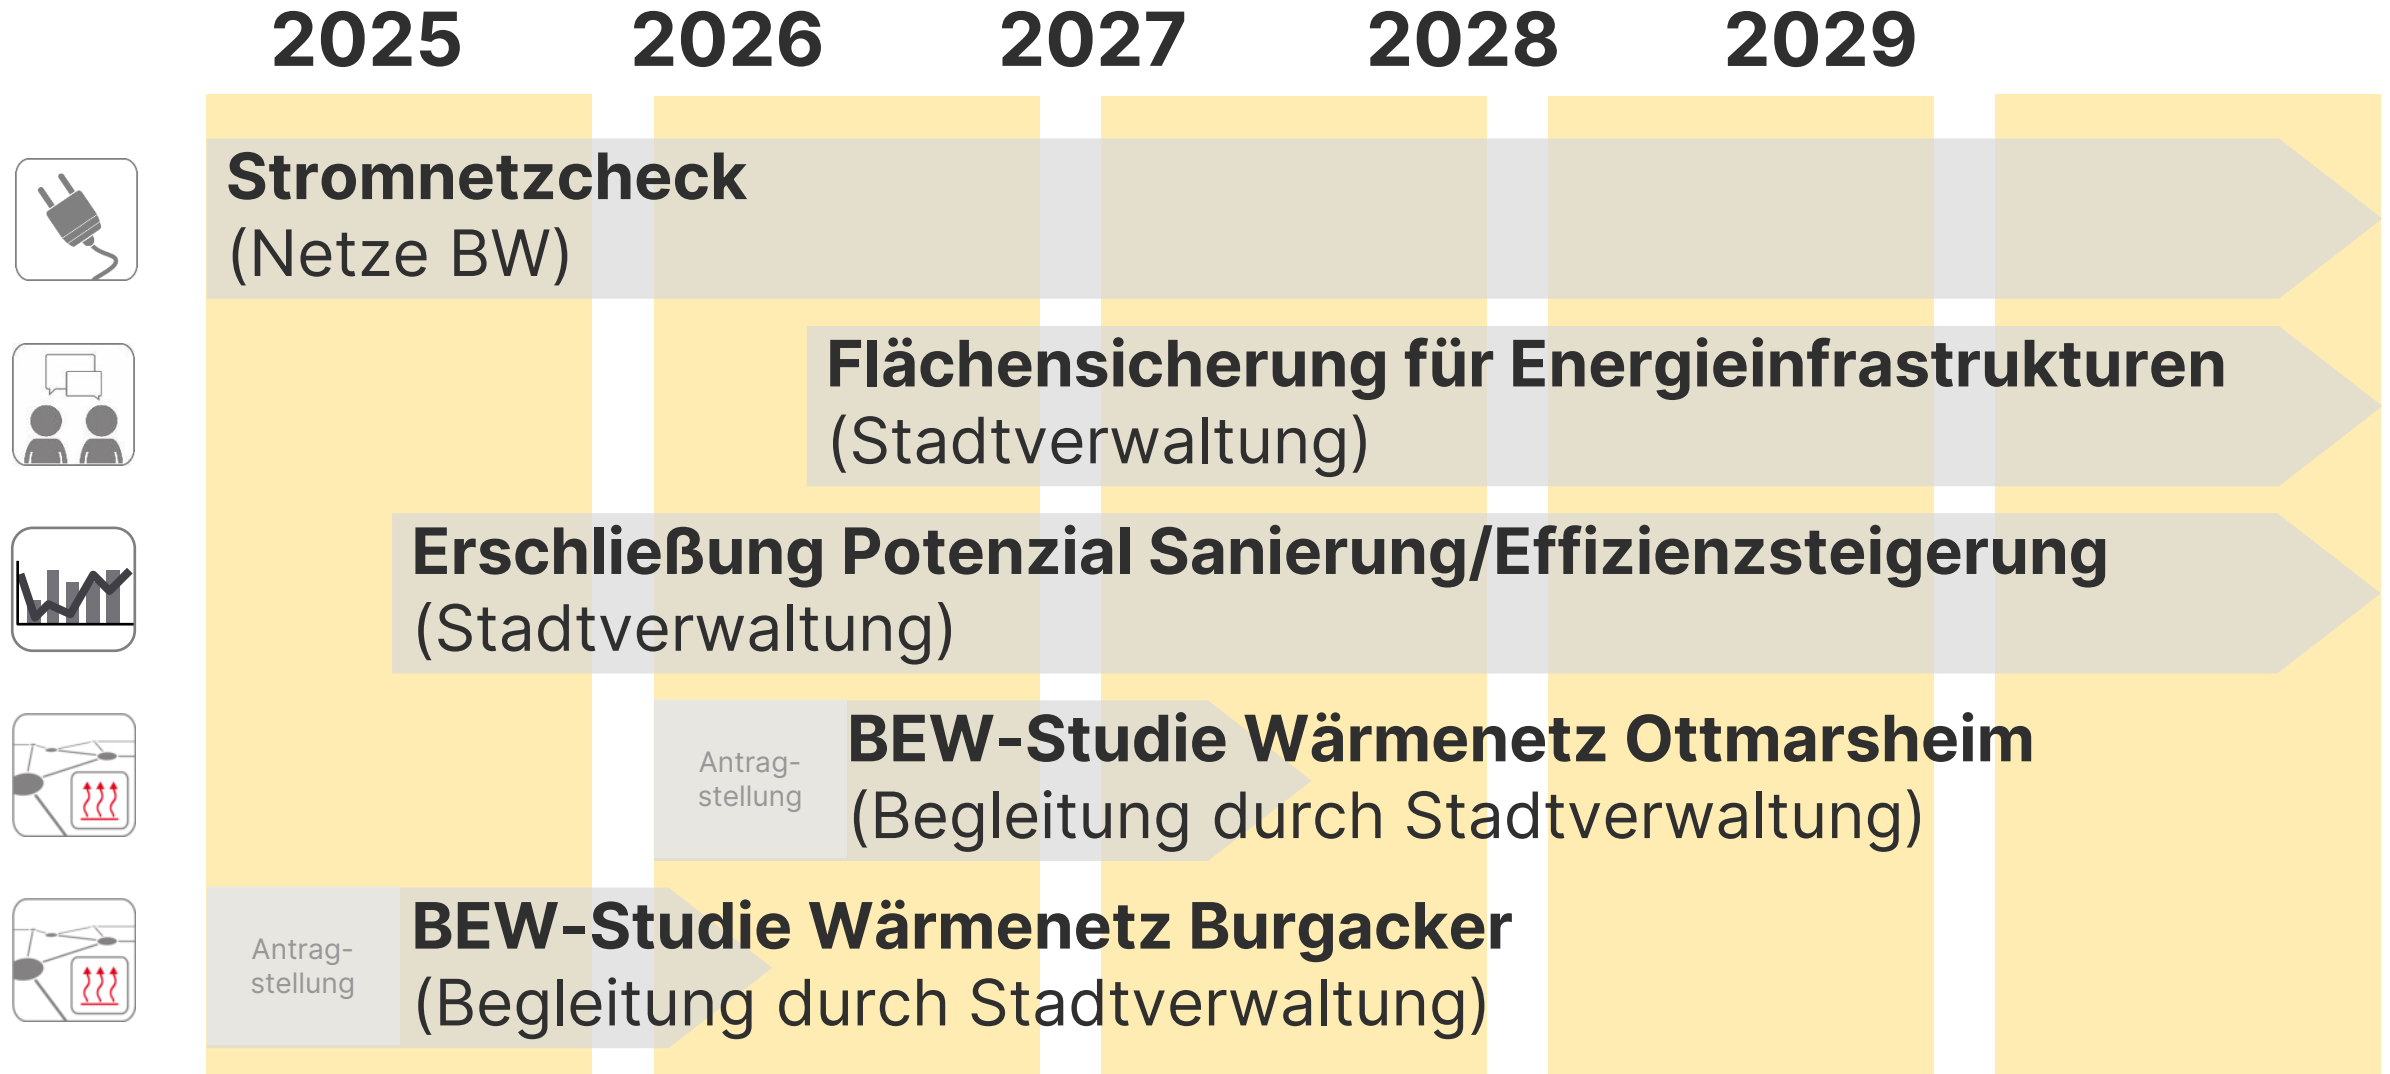 2025 2026 2027 2028 2029
Stromnetzcheck
(Netze BW)
Flächensicherung für Energieinfrastrukturen
(Stadtverwaltung)
Erschließung Potenzial Sanierung/Effizienzsteigerung
(Stadtverwaltung)
Antrag-
stellung
BEW-Studie Wärmenetz Ottmarsheim
(Begleitung durch Stadtverwaltung)
Antrag-
stellung
BEW-Studie Wärmenetz Burgacker
(Begleitung durch Stadtverwaltung)